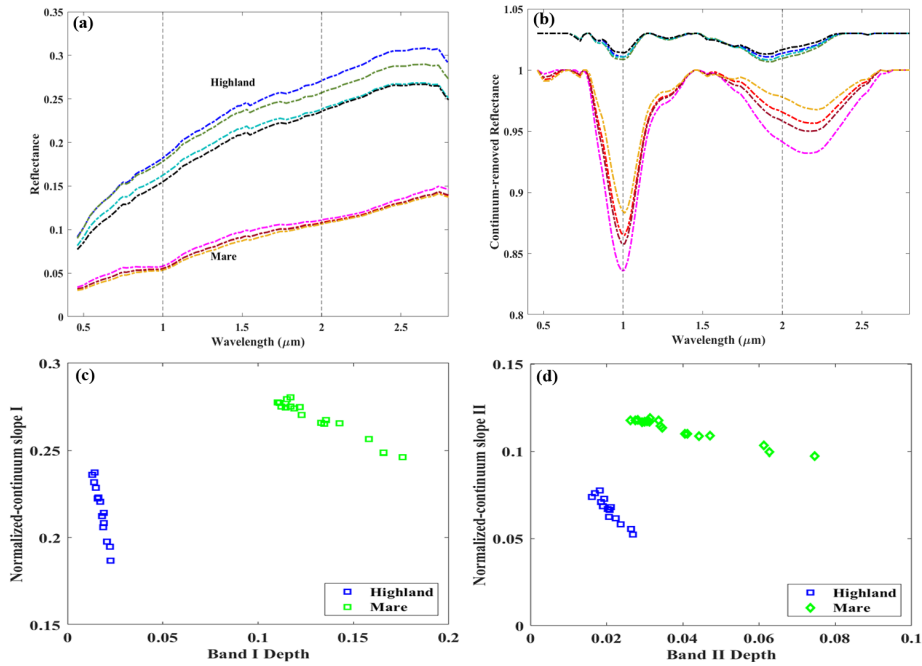 (a)
0.35
0.3
0.25
0.2
0.15
0.1
0.05
0
Reflectance
Highland
Mare
0.5 1 1.5 2 2.5
Wavelength (μm)
(b)
1.05
1
0.95
0.9
0.85
0.8
Continuum-removed Reflectance
0.5 1 1.5 2 2.5
Wavelength (μm)
(c)
0.3
0.25
0.2
0.15
Normalized-continuum slope I
Highland
Mare
0 0.05 0.1 0.15 0.2
Band I Depth
(d)
0.15
0.1
0.05
0
Normalized-continuum slope II
Highland
Mare
0 0.02 0.04 0.06 0.08 0.1
Band II Depth